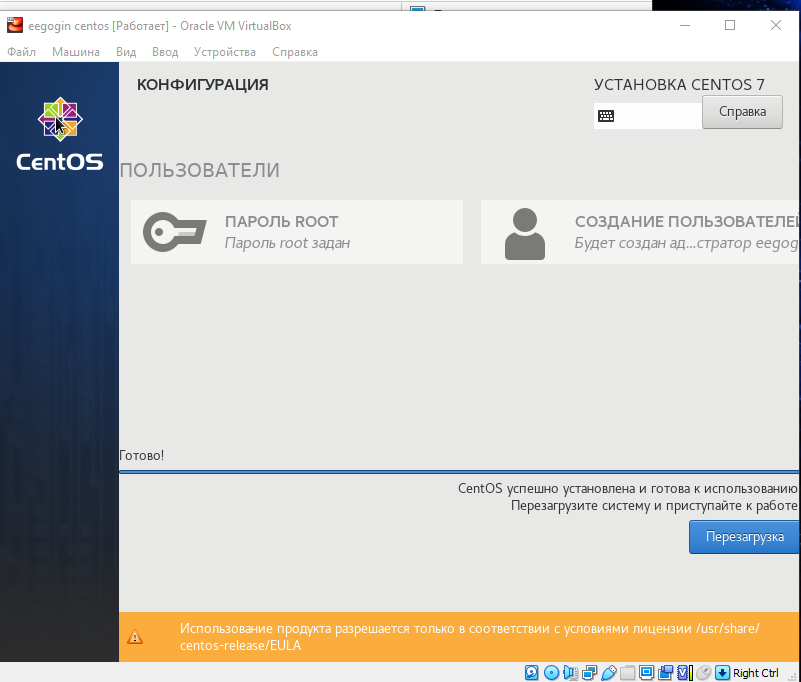 eegogin centos [Работает] - Oracle VM VirtualBox
Файл Машина Вид Ввод Устройства Справка
КОНФИГУРАЦИЯ
УСТАНОВКА CENTOS 7
Справка
CentOS
ПОЛЬЗОВАТЕЛИ
ПАРОЛЬ ROOT
Пароль root задан
СОЗДАНИЕ ПОЛЬЗОВАТЕЛЕЙ
Будет создан ад...стратор eegog
Готово!
CentOS успешно установлена и готова к использованию
Перезагрузите систему и приступайте к работе
Перезагрузка
Использование продукта разрешается только в соответствии с условиями лицензии /usr/share/
centos-release/EULA
Right Ctrl